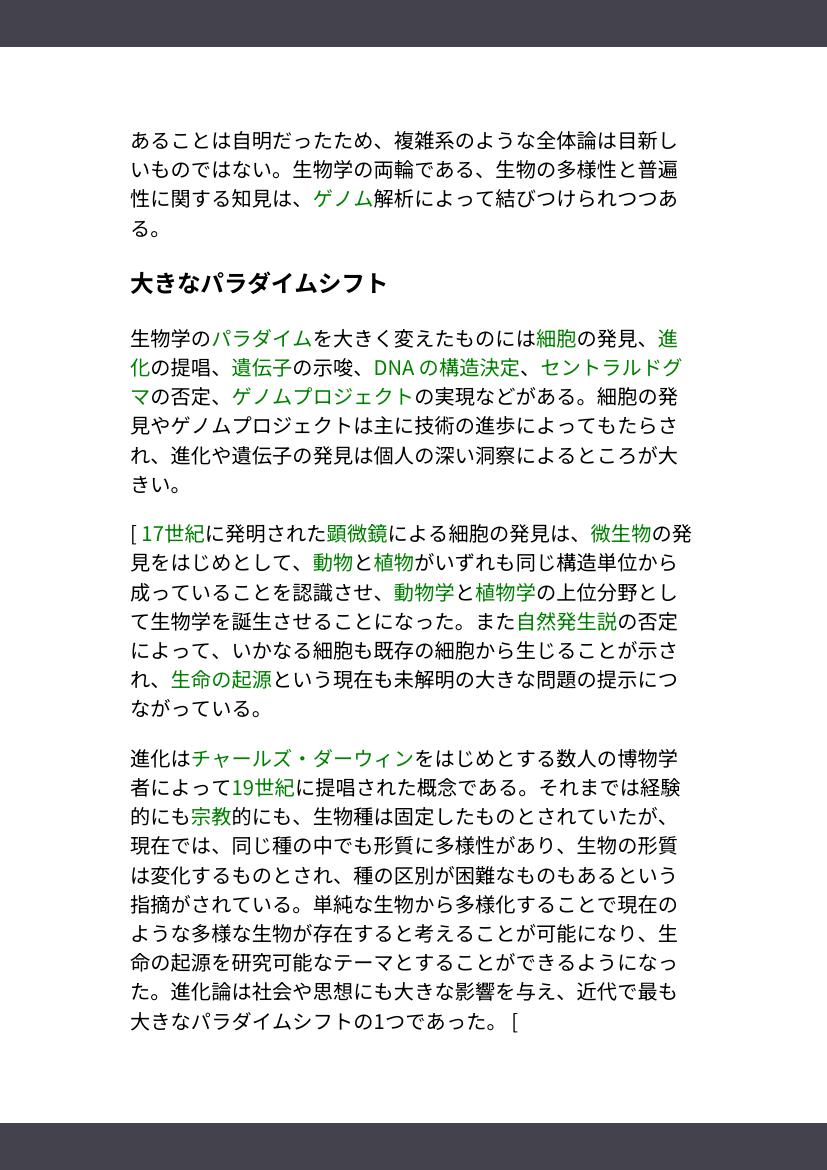 あることは自明だったため、複雑系のような全体論は目新し
いものではない。生物学の両輪である、生物の多様性と普遍
性に関する知見は、ゲノム解析によって結びつけられつつあ
る。
大きなパラダイムシフト
生物学のパラダイムを大きく変えたものには細胞の発見、進
化の提唱、遺伝子の示唆、DNA の構造決定、セントラルドグ
マの否定、ゲノムプロジェクトの実現などがある。細胞の発
見やゲノムプロジェクトは主に技術の進歩によってもたらさ
れ、進化や遺伝子の発見は個人の深い洞察によるところが大
きい。
[ 17世紀に発明された顕微鏡による細胞の発見は、微生物の発
見をはじめとして、動物と植物がいずれも同じ構造単位から
成っていることを認識させ、動物学と植物学の上位分野とし
て生物学を誕生させることになった。また自然発生説の否定
によって、いかなる細胞も既存の細胞から生じることが示さ
れ、生命の起源という現在も未解明の大きな問題の提示につ
ながっている。
進化はチャールズ・ダーウィンをはじめとする数人の博物学
者によって19世紀に提唱された概念である。それまでは経験
的にも宗教的にも、生物種は固定したものとされていたが、
現在では、同じ種の中でも形質に多様性があり、生物の形質
は変化するものとされ、種の区別が困難なものもあるという
指摘がされている。単純な生物から多様化することで現在の
ような多様な生物が存在すると考えることが可能になり、生
命の起源を研究可能なテーマとすることができるようになっ
た。進化論は社会や思想にも大きな影響を与え、近代で最も
大きなパラダイムシフトの1つであった。 [